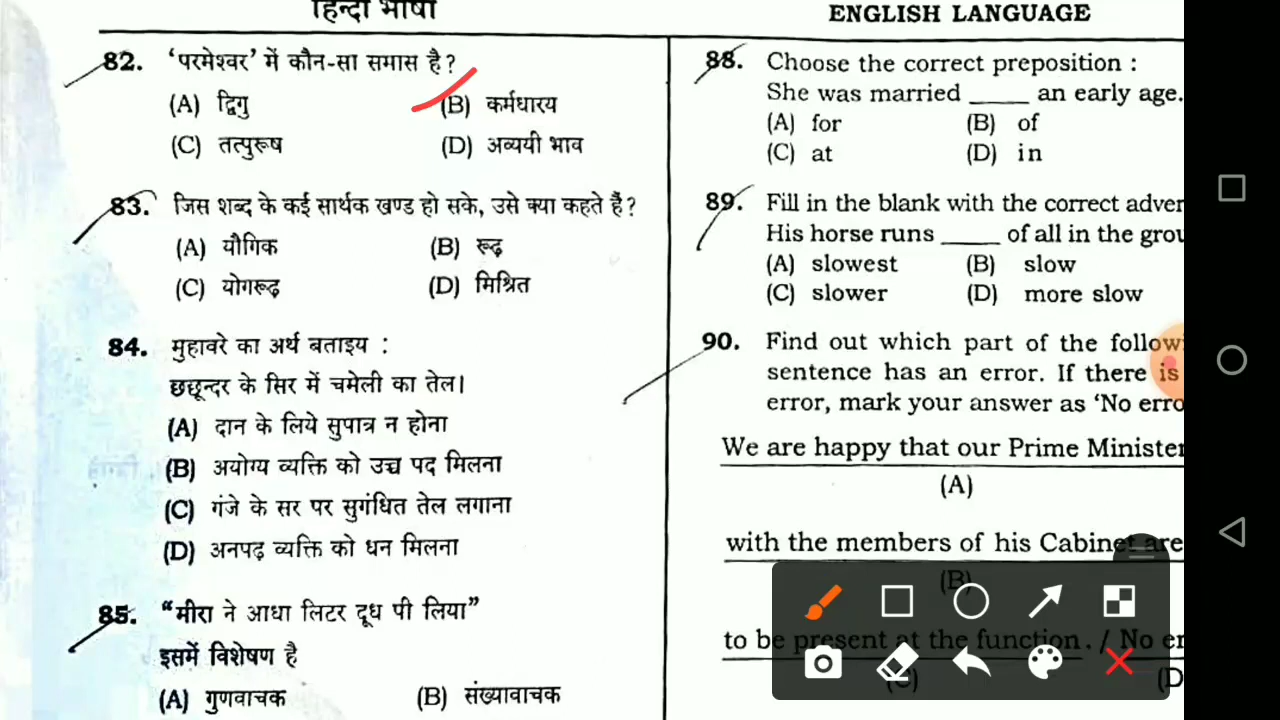 हिन्दी भाषा
82. ‘परमेश्वर’ में कौन-सा समास है?
(A) द्विगु (B) कर्मधारय
(C) तत्पुरूष (D) अव्ययी भाव
83. जिस शब्द के कई सार्थक खण्ड हो सके, उसे क्या कहते हैं?
(A) यौगिक (B) रूढ़
(C) योगरूढ़ (D) मिश्रित
84. मुहावरे का अर्थ बताइय :
छछून्दर के सिर में चमेली का तेल।
(A) दान के लिये सुपात्र न होना
(B) अयोग्य व्यक्ति को उच्च पद मिलना
(C) गंजे के सर पर सुगंधित तेल लगाना
(D) अनपढ़ व्यक्ति को धन मिलना
85. “मीरा ने आधा लिटर दूध पी लिया”
इसमें विशेषण है
(A) गुणवाचक (B) संख्यावाचक
ENGLISH LANGUAGE
88. Choose the correct preposition :
She was married ____ an early age.
(A) for (B) of
(C) at (D) in
89. Fill in the blank with the correct adver
His horse runs ____ of all in the grou
(A) slowest (B) slow
(C) slower (D) more slow
90. Find out which part of the follow
sentence has an error. If there is
error, mark your answer as ‘No erro
We are happy that our Prime Minister
(A)
with the members of his Cabinet are
(B)
to be present at the function. / No er
(C) (D